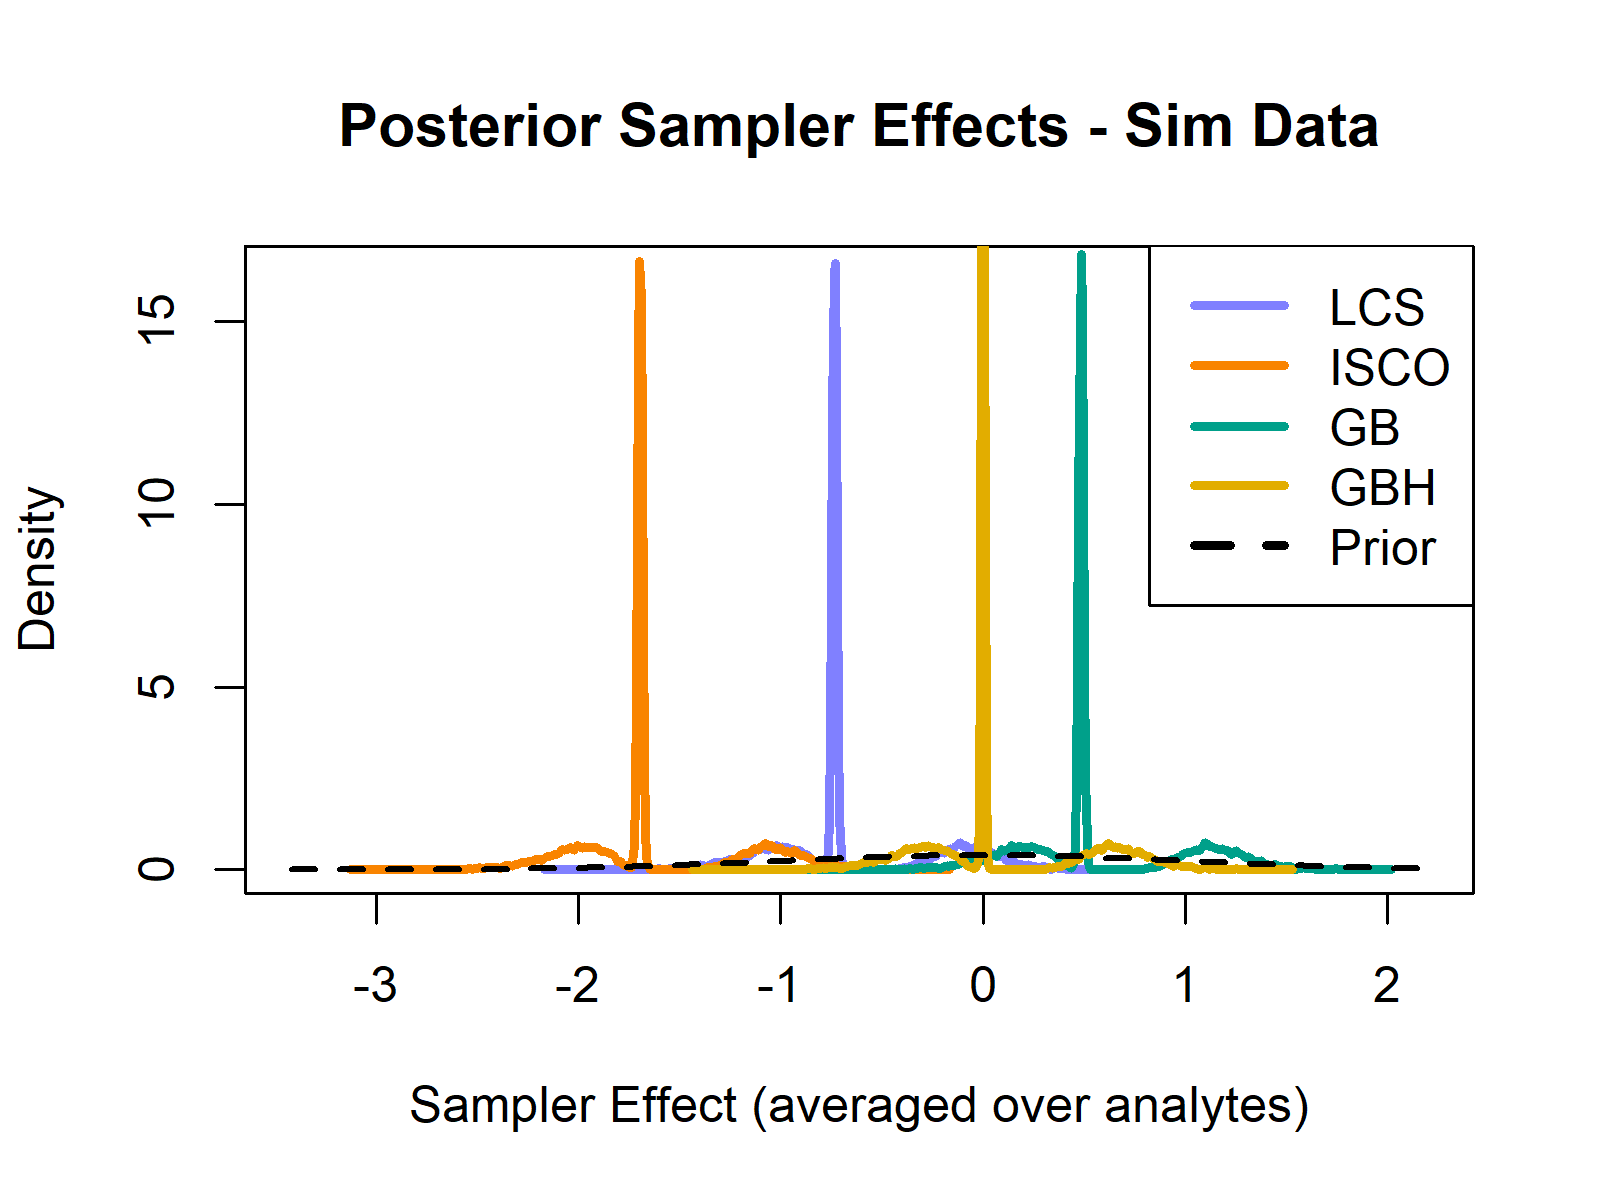 Posterior Sampler Effects - Sim Data
LCS
ISCO
GB
GBH
Prior
Density
15
10
5
0
-3 -2 -1 0 1 2
Sampler Effect (averaged over analytes)